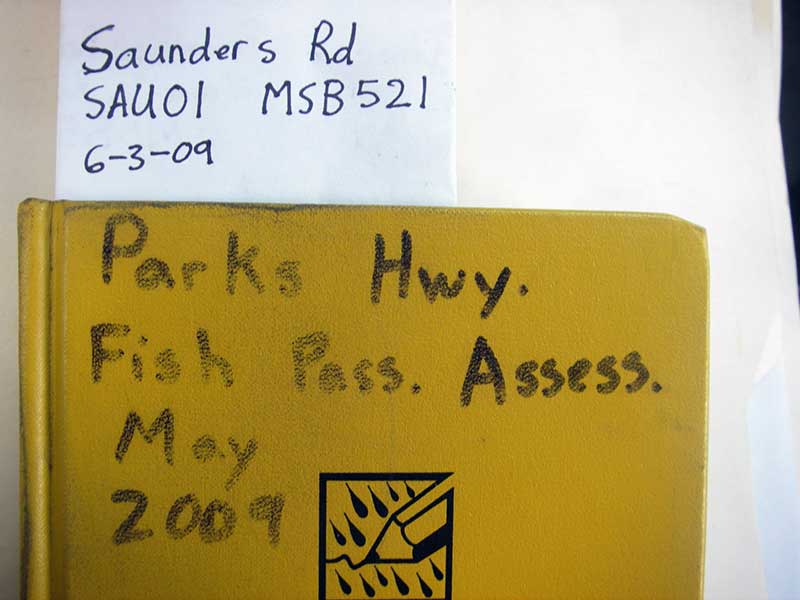 Saunders Rd
SAU01 MSB521
6-3-09
Parks Hwy.
Fish Pass. Assess.
May
2009